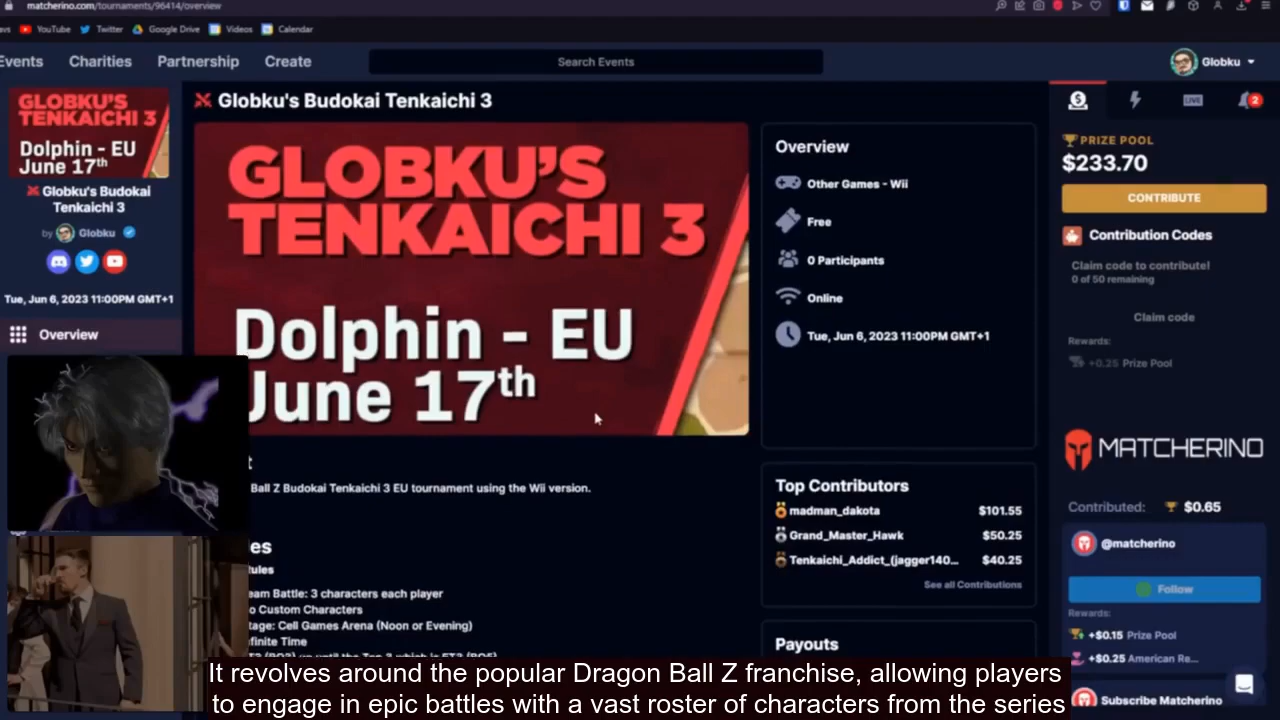 matcherino.com/tournaments/96414/overview
YouTube Twitter Google Drive Videos Calendar
Events Charities Partnership Create Search Events Globku
GLOBKU'S
TENKAICHI 3
Dolphin - EU
June 17th
Globku's Budokai
Tenkaichi 3
by Globku
Tue, Jun 6, 2023 11:00PM GMT+1
Overview
Globku's Budokai Tenkaichi 3
GLOBKU'S
TENKAICHI 3
Dolphin - EU
June 17th
Ball Z Budokai Tenkaichi 3 EU tournament using the Wii version.
eam Battle: 3 characters each player
o Custom Characters
tage: Cell Games Arena (Noon or Evening)
finite Time
Overview
Other Games - Wii
Free
0 Participants
Online
Tue, Jun 6, 2023 11:00PM GMT+1
Top Contributors
madman_dakota $101.55
Grand_Master_Hawk $50.25
Tenkaichi_Addict_(jagger140... $40.25
See all Contributions
Payouts
2
PRIZE POOL
$233.70
CONTRIBUTE
Contribution Codes
Claim code to contribute!
0 of 50 remaining
Claim code
Rewards:
+0.25 Prize Pool
MATCHERINO
Contributed: $0.65
@matcherino
Follow
Rewards:
+$0.15 Prize Pool
+$0.25 American Re...
Subscribe Matcherino
It revolves around the popular Dragon Ball Z franchise, allowing players
to engage in epic battles with a vast roster of characters from the series